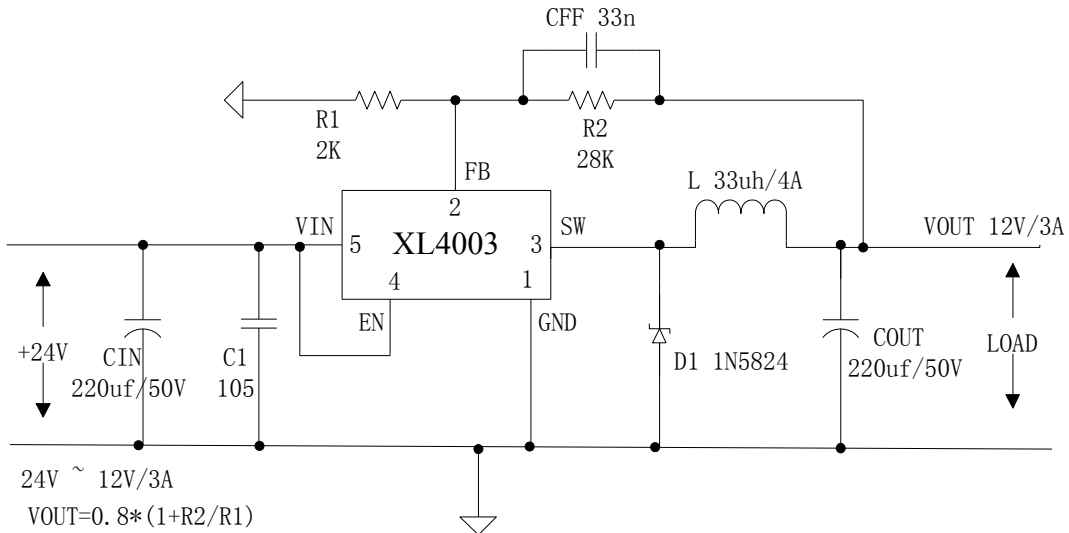 CFF 33n
R1
2K
R2
28K
FB
L 33uh/4A
2
VIN
5
XL4003
3
SW
VOUT 12V/3A
4
1
EN
GND
+24V
CIN
220uf/50V
C1
105
D1 1N5824
COUT
220uf/50V
LOAD
24V ~ 12V/3A
VOUT=0.8*(1+R2/R1)